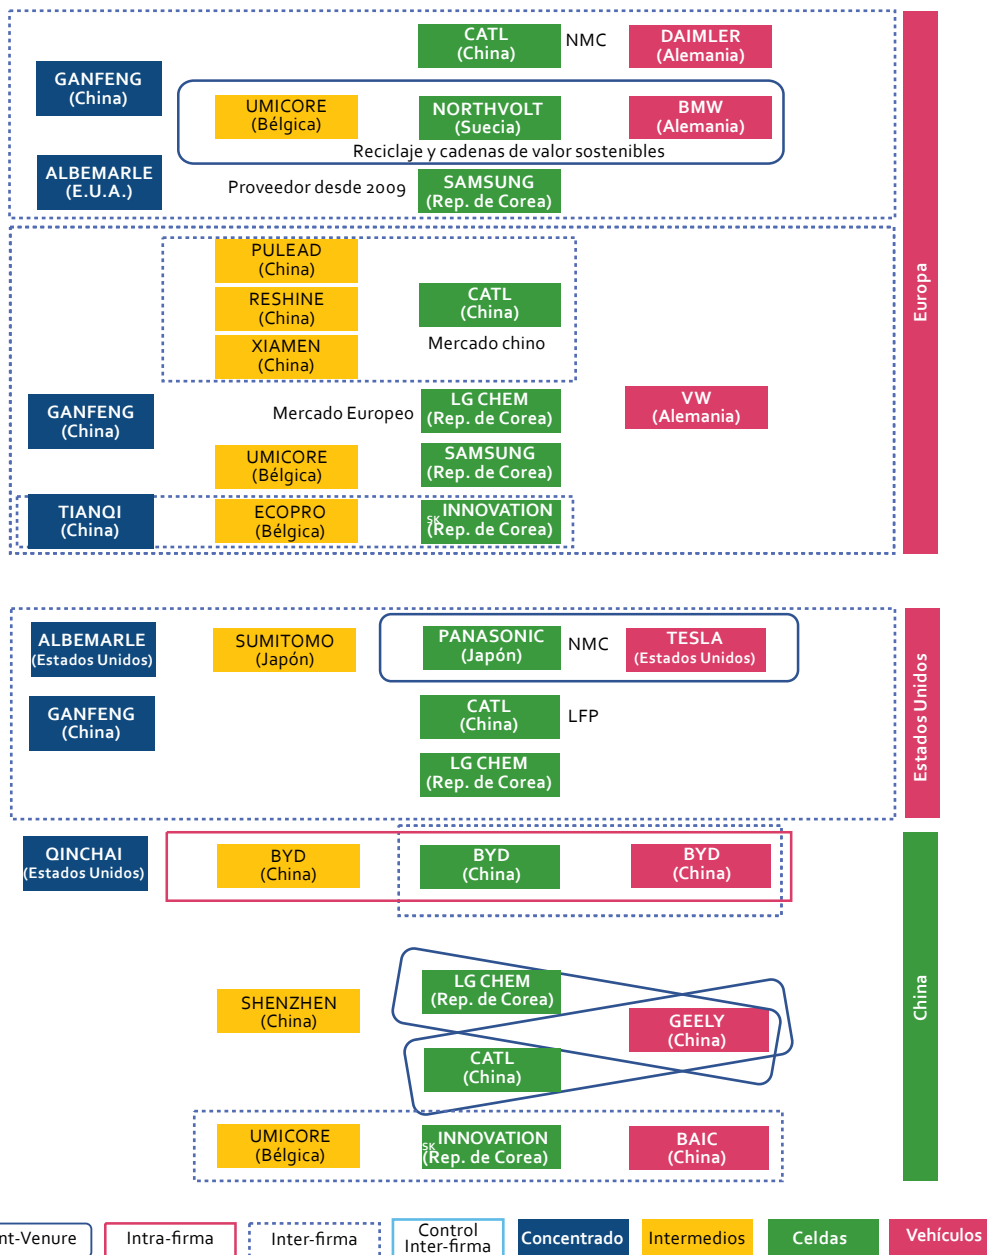 CATL
(China)
NMC
DAIMLER
(Alemania)
GANFENG
(China)
UMICORE
(Bélgica)
NORTHVOLT
(Suecia)
BMW
(Alemania)
Reciclaje y cadenas de valor sostenibles
ALBEMARLE
(E.U.A.)
Proveedor desde 2009
SAMSUNG
(Rep. de Corea)
Europa
PULEAD
(China)
RESHINE
(China)
XIAMEN
(China)
CATL
(China)
Mercado chino
GANFENG
(China)
Mercado Europeo
LG CHEM
(Rep. de Corea)
VW
(Alemania)
UMICORE
(Bélgica)
SAMSUNG
(Rep. de Corea)
TIANQI
(China)
ECOPRO
(Bélgica)
SK INNOVATION
(Rep. de Corea)
ALBEMARLE
(Estados Unidos)
SUMITOMO
(Japón)
PANASONIC
(Japón)
NMC
TESLA
(Estados Unidos)
GANFENG
(China)
CATL
(China)
LFP
LG CHEM
(Rep. de Corea)
Estados Unidos
QINCHAI
(Estados Unidos)
BYD
(China)
BYD
(China)
BYD
(China)
SHENZHEN
(China)
LG CHEM
(Rep. de Corea)
GEELY
(China)
CATL
(China)
China
UMICORE
(Bélgica)
SK INNOVATION
(Rep. de Corea)
BAIC
(China)
nt-Venure
Intra-firma
Inter-firma
Control
Inter-firma
Concentrado
Intermedios
Celdas
Vehículos